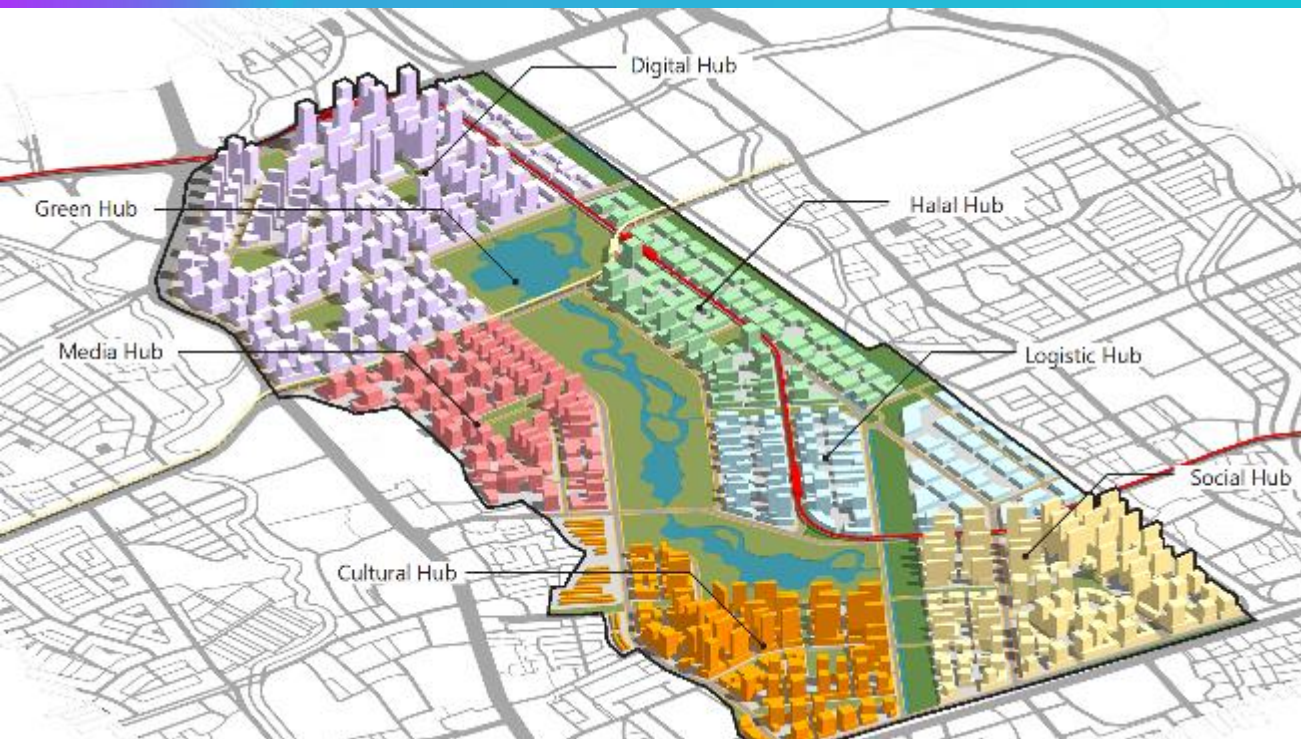 Digital Hub
Green Hub
Halal Hub
Media Hub
Logistic Hub
Social Hub
Cultural Hub